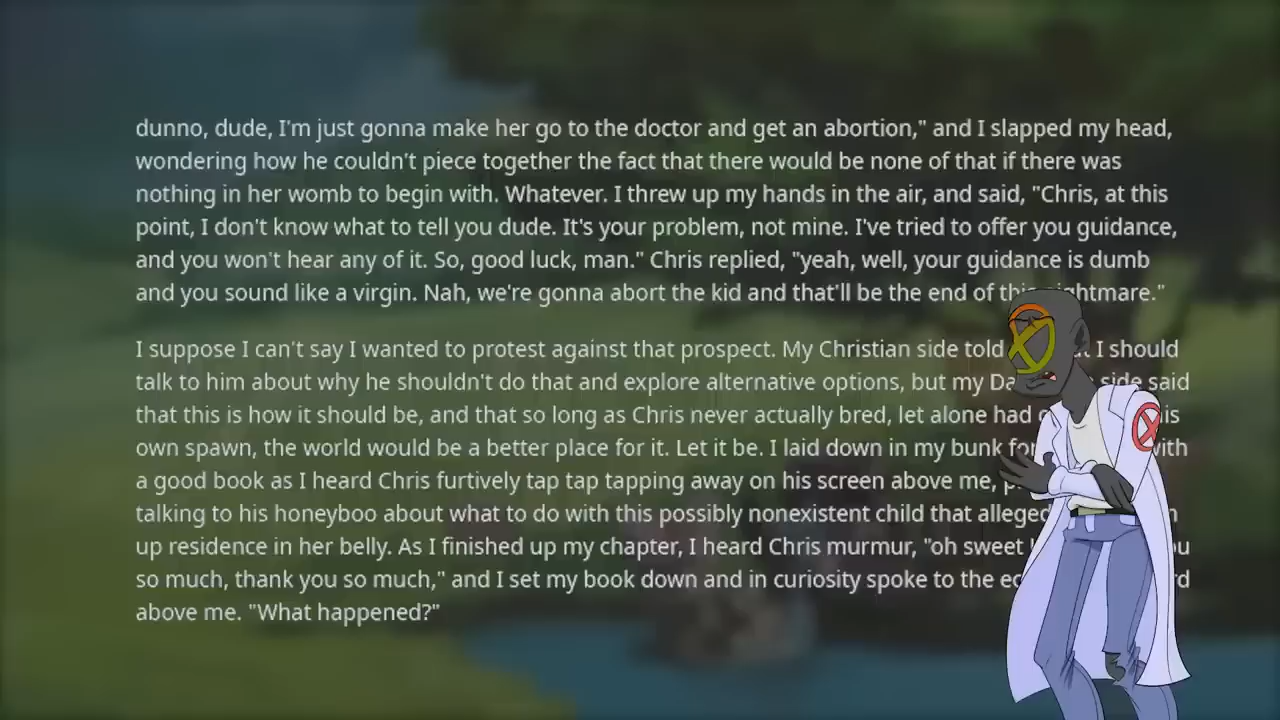 dunno, dude, I'm just gonna make her go to the doctor and get an abortion," and I slapped my head,
wondering how he couldn't piece together the fact that there would be none of that if there was
nothing in her womb to begin with. Whatever. I threw up my hands in the air, and said, "Chris, at this
point, I don't know what to tell you dude. It's your problem, not mine. I've tried to offer you guidance,
and you won't hear any of it. So, good luck, man." Chris replied, "yeah, well, your guidance is dumb
and you sound like a virgin. Nah, we're gonna abort the kid and that'll be the end of this nightmare."
I suppose I can't say I wanted to protest against that prospect. My Christian side told I should
talk to him about why he shouldn't do that and explore alternative options, but my side said
that this is how it should be, and that so long as Chris never actually bred, let alone had
own spawn, the world would be a better place for it. Let it be. I laid down in my bunk with
a good book as I heard Chris furtively tap tap tapping away on his screen above me,
talking to his honeyboo about what to do with this possibly nonexistent child that
up residence in her belly. As I finished up my chapter, I heard Chris murmur, "oh sweet
so much, thank you so much," and I set my book down and in curiosity spoke to the
above me. "What happened?"